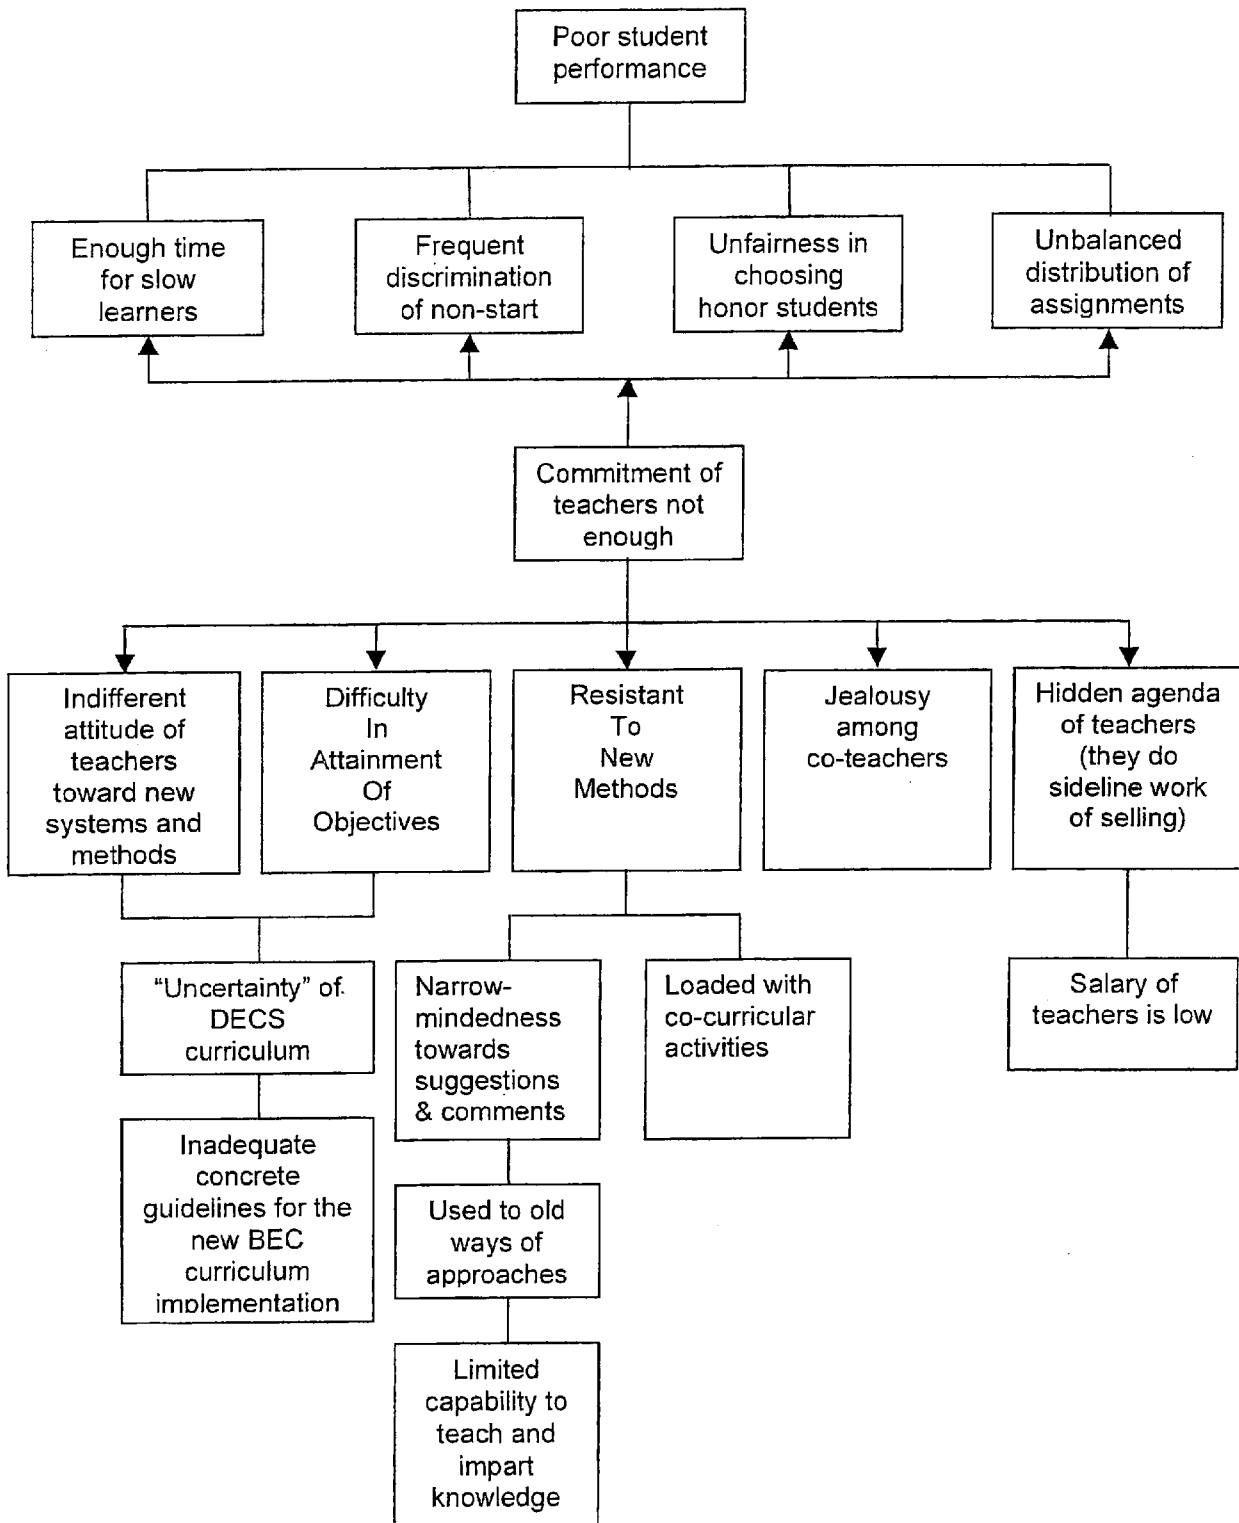 Poor student
performance
Enough time
for slow
learners
Frequent
discrimination
of non-start
Unfairness in
choosing
honor students
Unbalanced
distribution of
assignments
Commitment of
teachers not
enough
Indifferent
attitude of
teachers
toward new
systems and
methods
Difficulty
In
Attainment
Of
Objectives
Resistant
To
New
Methods
Jealousy
among
co-teachers
Hidden agenda
of teachers
(they do
sideline work
of selling)
"Uncertainty" of
DECS
curriculum
Narrow-
mindedness
towards
suggestions
& comments
Loaded with
co-curricular
activities
Salary of
teachers is low
Inadequate
concrete
guidelines for the
new BEC
curriculum
implementation
Used to old
ways of
approaches
Limited
capability to
teach and
impart
knowledge